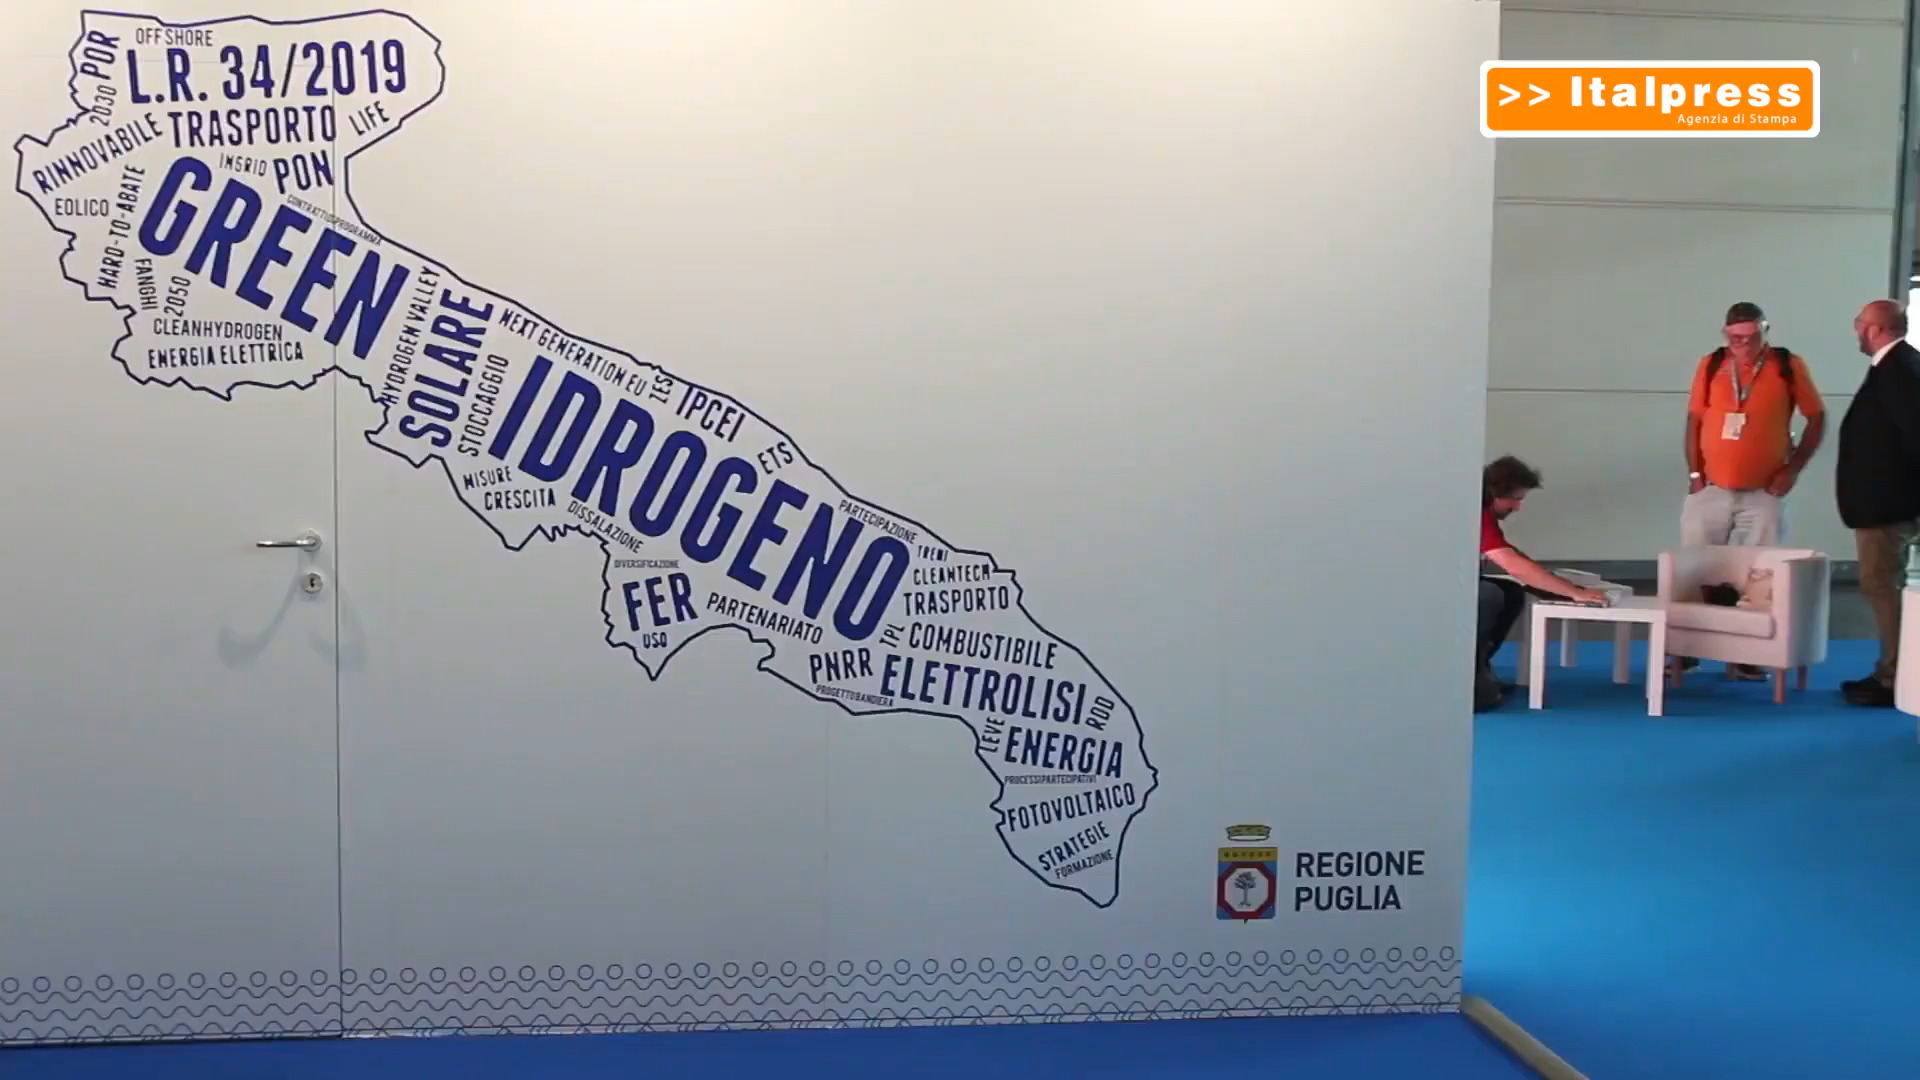 OFFSHORE
POR
L.R. 34/2019
2030
TRASPORTO
LIFE
RINNOVABILE
INGRID
PON
EOLICO
HARD-TO-ABATE
CONTRATTIDIPROGRAMMA
GREEN
FANGHI
2050
CLEANHYDROGEN
ENERGIA ELETTRICA
HYDROGEN VALLEY
SOLARE
STOCCAGGIO
NEXT GENERATION EU
TES
IPCEI
ETS
IDROGENO
MISURE
CRESCITA
DISSALAZIONE
PARTECIPAZIONE
TRENI
CLEANTECH
TRASPORTO
DIVERSIFICAZIONE
FER
USO
PARTENARIATO
TPL
COMBUSTIBILE
PNRR
PROGETTOBANDIERA
ELETTROLISI
ROD
LEVE
ENERGIA
PROCESSIPARTECIPATIVI
FOTOVOLTAICO
STRATEGIE
FORMAZIONE
REGIONE
PUGLIA
>> Italpress
Agenzia di Stampa